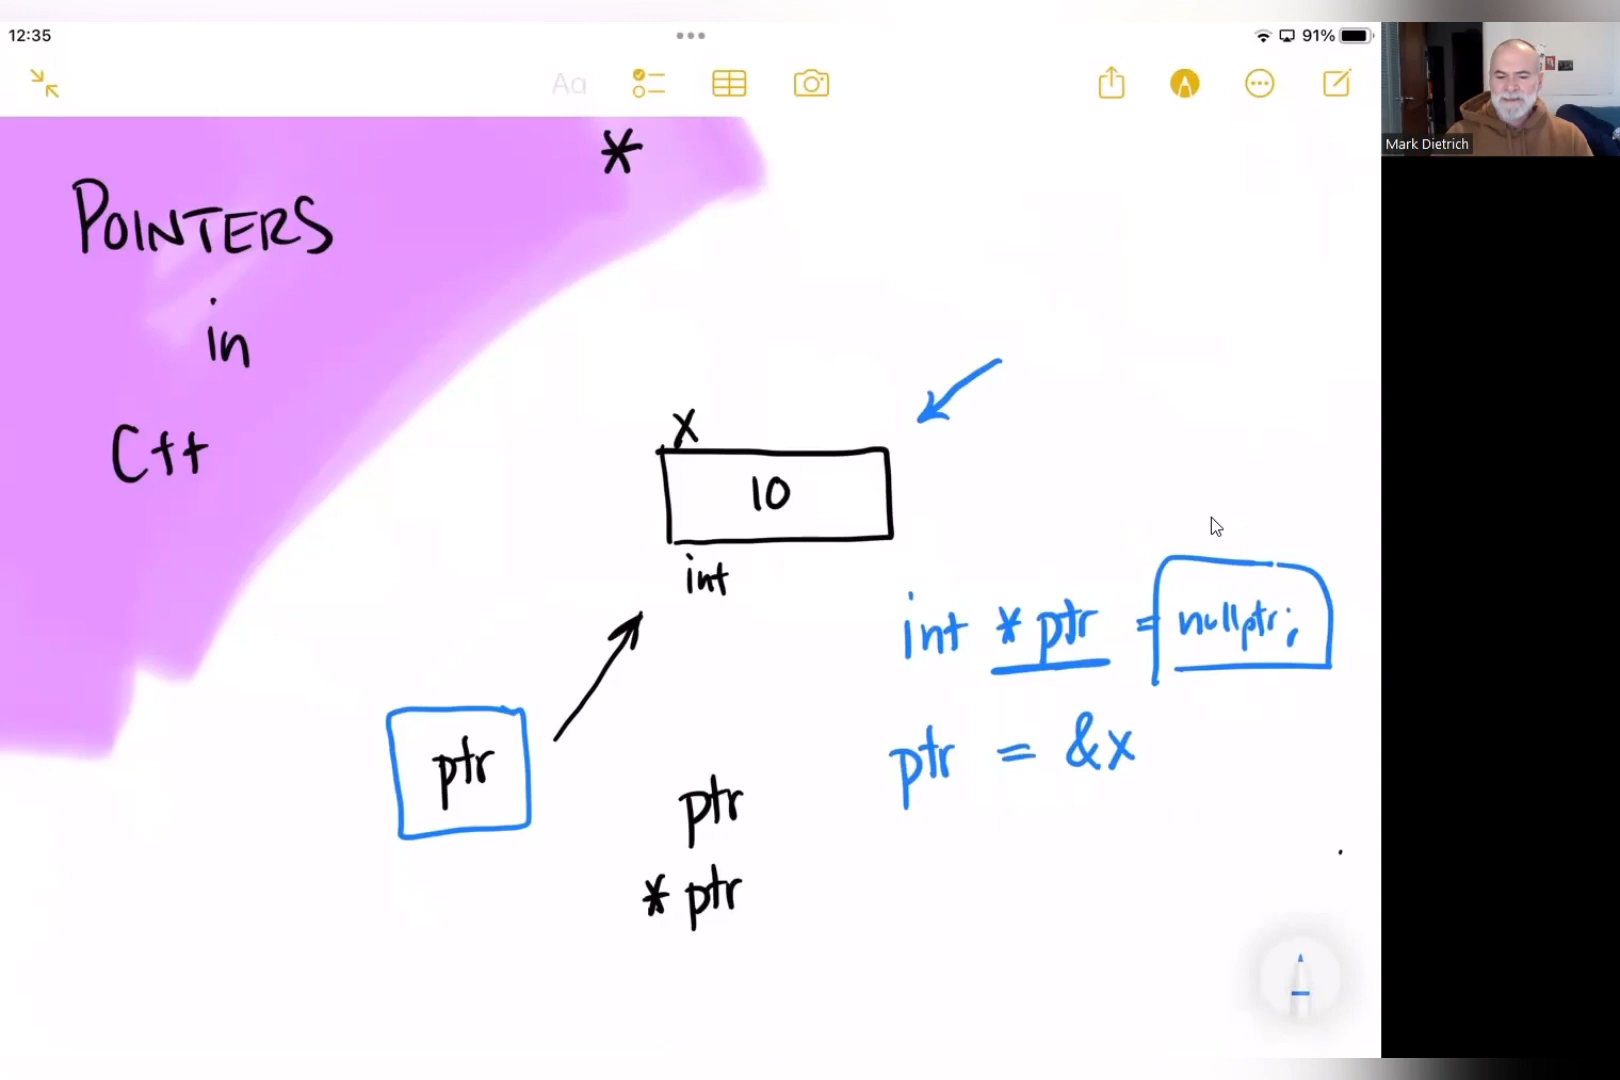 12:35
91%
Aa
Mark Dietrich
*
POINTERS
in
C++
X
10
int
int *ptr = nullptr;
ptr = &x
ptr
ptr
*ptr